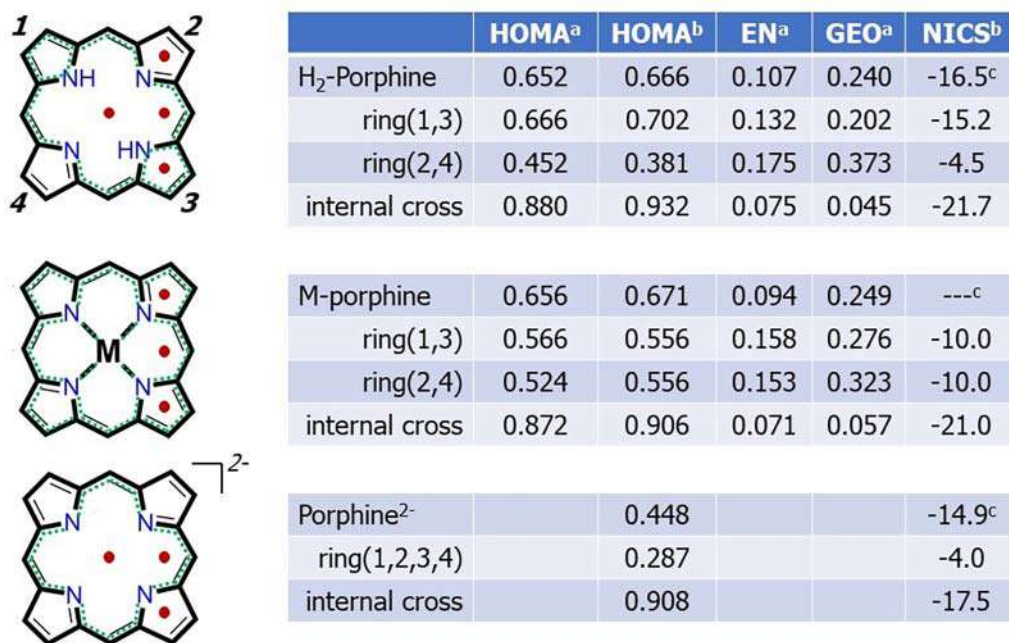 1 2
NH N
N HN
4 3
N N
M
N N
2-
N N
N N
HOMAa HOMAb ENa GEOa NICSb
H2-Porphine 0.652 0.666 0.107 0.240 -16.5c
ring(1,3) 0.666 0.702 0.132 0.202 -15.2
ring(2,4) 0.452 0.381 0.175 0.373 -4.5
internal cross 0.880 0.932 0.075 0.045 -21.7
M-porphine 0.656 0.671 0.094 0.249 ---c
ring(1,3) 0.566 0.556 0.158 0.276 -10.0
ring(2,4) 0.524 0.556 0.153 0.323 -10.0
internal cross 0.872 0.906 0.071 0.057 -21.0
Porphine2- 0.448 -14.9c
ring(1,2,3,4) 0.287 -4.0
internal cross 0.908 -17.5